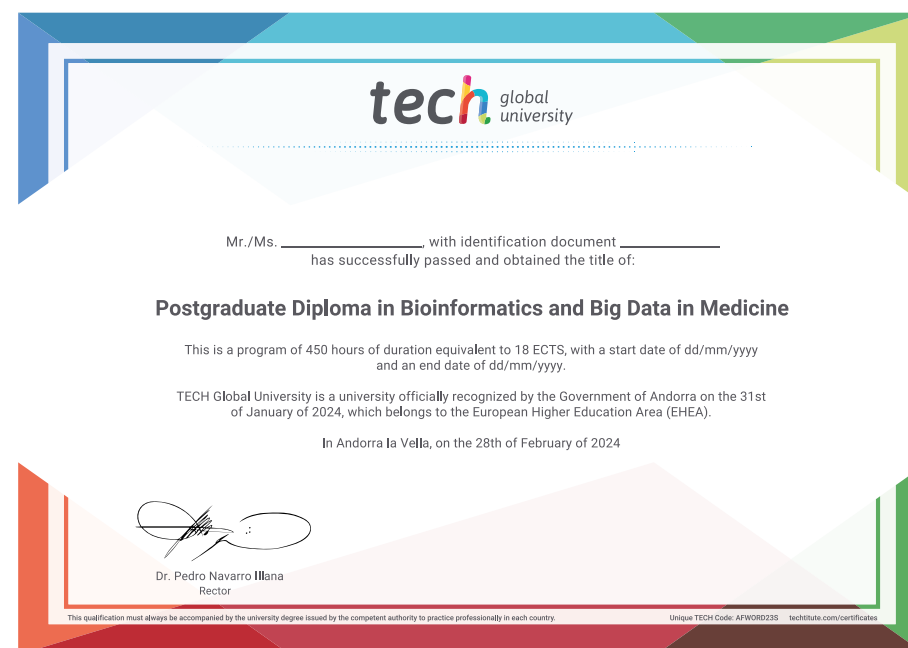 tech global university
Mr./Ms. ____________, with identification document ____________
has successfully passed and obtained the title of:
Postgraduate Diploma in Bioinformatics and Big Data in Medicine
This is a program of 450 hours of duration equivalent to 18 ECTS, with a start date of dd/mm/yyyy
and an end date of dd/mm/yyyy.
TECH Global University is a university officially recognized by the Government of Andorra on the 31st
of January of 2024, which belongs to the European Higher Education Area (EHEA).
In Andorra la Vella, on the 28th of February of 2024
Dr. Pedro Navarro Illana
Rector
This qualification must always be accompanied by the university degree issued by the competent authority to practice professionally in each country.
Unique TECH Code: AFWORD23S techtitute.com/certificates